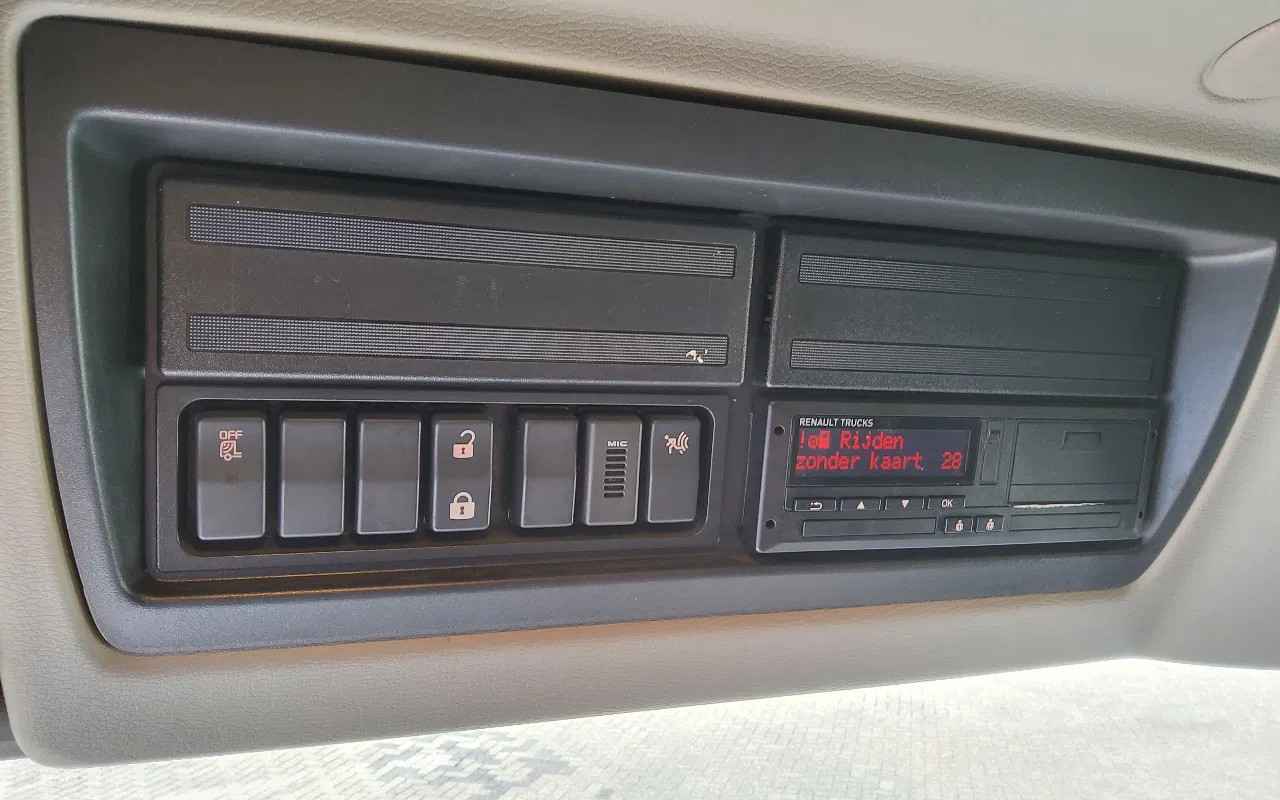 OFF
MIC
RENAULT TRUCKS
! Rijden
zonder kaart 28
OK